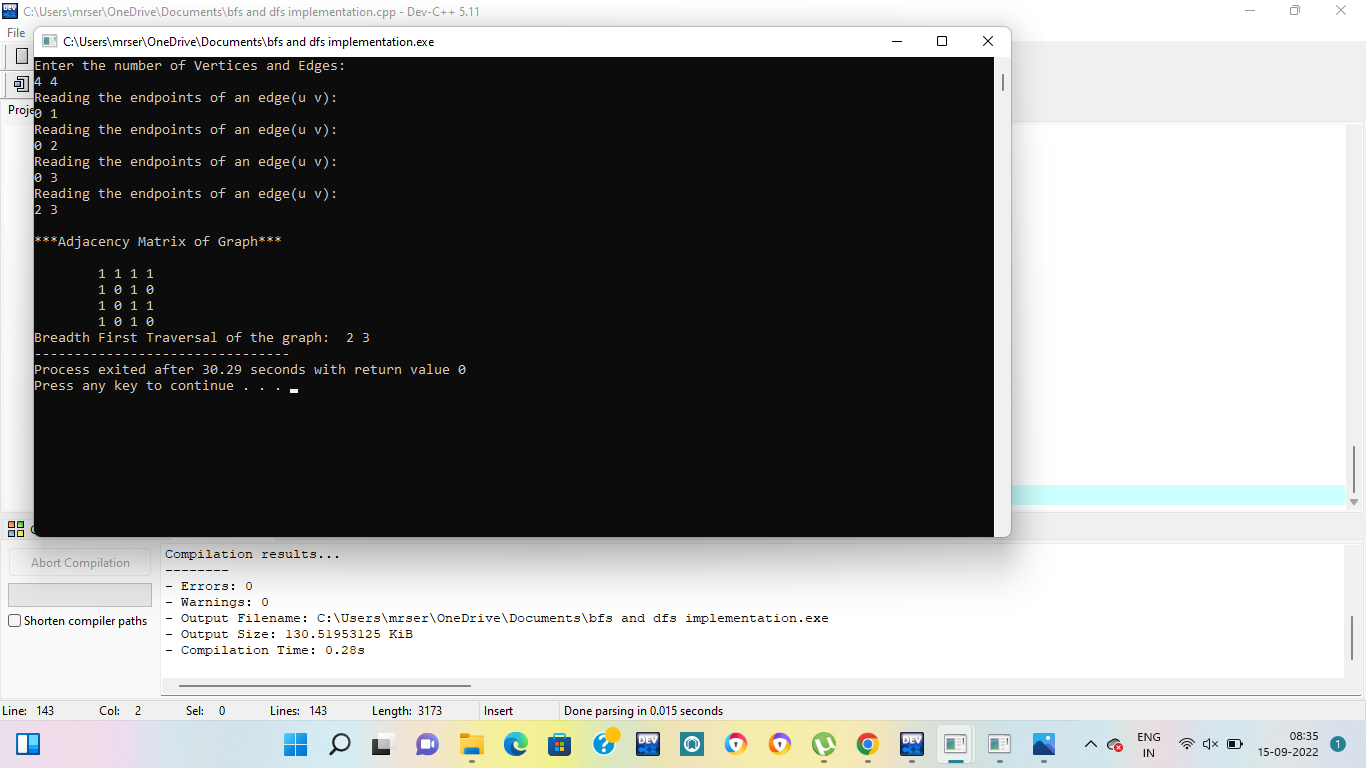 C:\Users\mrser\OneDrive\Documents\bfs and dfs implementation.cpp - Dev-C++ 5.11
File
C:\Users\mrser\OneDrive\Documents\bfs and dfs implementation.exe
Enter the number of Vertices and Edges:
4 4
Reading the endpoints of an edge(u v):
0 1
Reading the endpoints of an edge(u v):
0 2
Reading the endpoints of an edge(u v):
0 3
Reading the endpoints of an edge(u v):
2 3
***Adjacency Matrix of Graph***
1 1 1 1
1 0 1 0
1 0 1 1
1 0 1 0
Breadth First Traversal of the graph:  2 3
--------------------------------
Process exited after 30.29 seconds with return value 0
Press any key to continue . . .
Proje
Abort Compilation
Shorten compiler paths
Compilation results...
--------
- Errors: 0
- Warnings: 0
- Output Filename: C:\Users\mrser\OneDrive\Documents\bfs and dfs implementation.exe
- Output Size: 130.51953125 KiB
- Compilation Time: 0.28s
Line: 143 Col: 2 Sel: 0 Lines: 143 Length: 3173 Insert Done parsing in 0.015 seconds
DEV
DEV
ENG
IN
08:35
15-09-2022
1